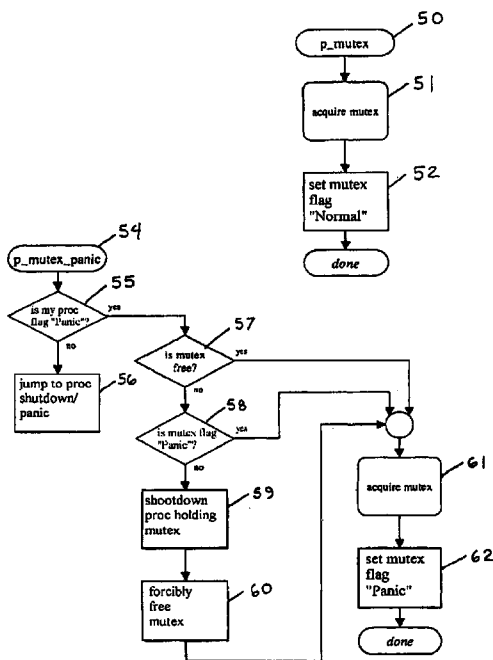 50
p_mutex
51
acquire mutex
52
set mutex
flag
"Normal"
done
54
p_mutex_panic
55
is my proc
flag "Panic"?
yes
no
56
jump to proc
shutdown/
panic
57
is mutex
free?
yes
no
58
is mutex flag
"Panic"?
yes
no
59
shootdown
proc holding
mutex
60
forcibly
free
mutex
61
acquire mutex
62
set mutex
flag
"Panic"
done